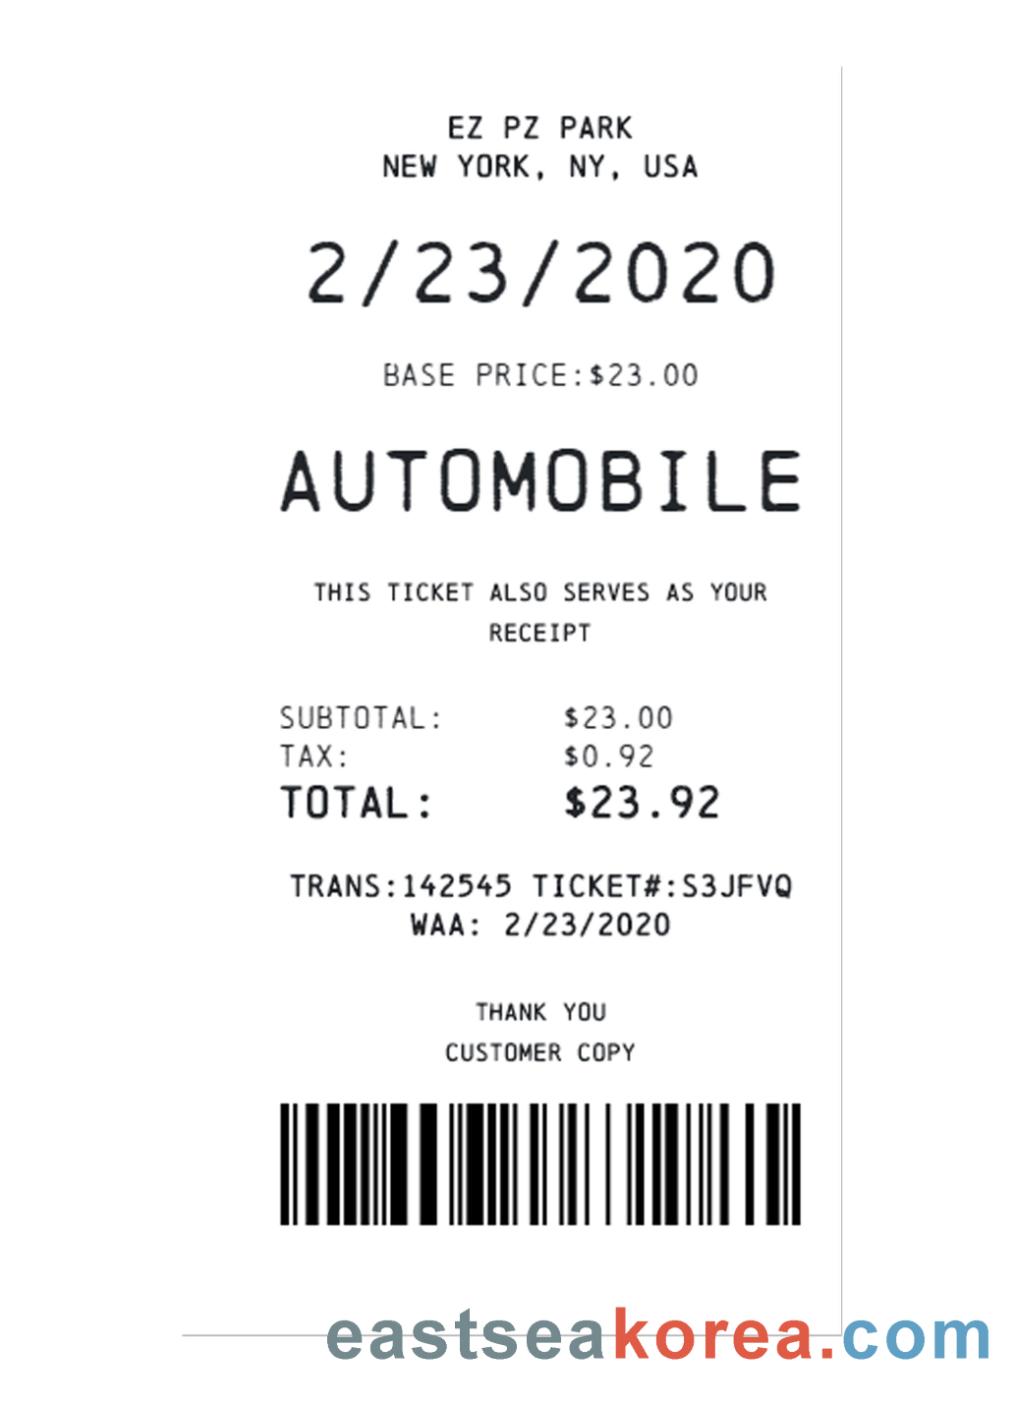 EZ PZ PARK
NEW YORK, NY, USA
2/23/2020
BASE PRICE:$23.00
AUTOMOBILE
THIS TICKET ALSO SERVES AS YOUR
RECEIPT
SUBTOTAL: $23.00
TAX: $0.92
TOTAL: $23.92
TRANS:142545 TICKET#:S3JFVQ
WAA: 2/23/2020
THANK YOU
CUSTOMER COPY
eastseakorea.com